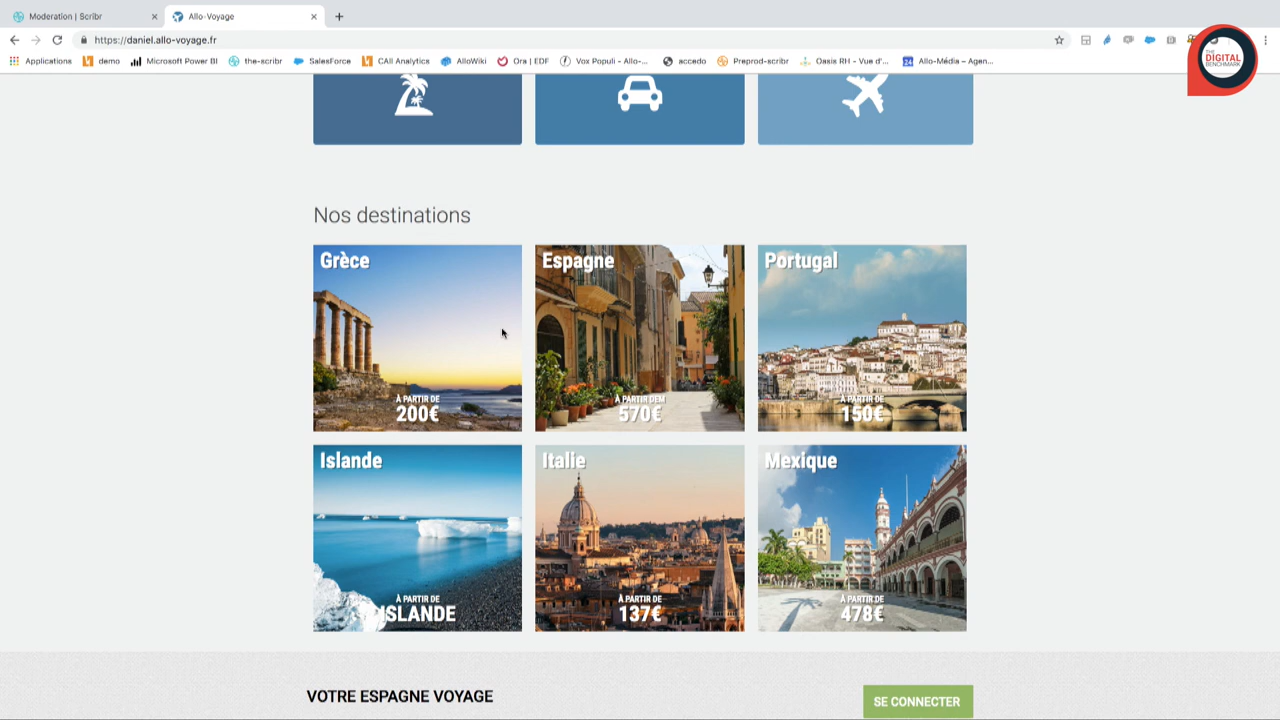 Moderation | Scribr
Allo-Voyage
https://daniel.allo-voyage.fr
Applications
demo
Microsoft Power BI
the-scribr
SalesForce
CAll Analytics
AlloWiki
Ora | EDF
Vox Populi - Allo-...
accedo
Preprod-scribr
Oasis RH - Vue d'...
Allo-Média – Agen...
THE
DIGITAL
BENCHMARK
Nos destinations
Grèce
À PARTIR DE
200€
Espagne
À PARTIR DEM
570€
Portugal
À PARTIR DE
150€
Islande
À PARTIR DE
ISLANDE
Italie
À PARTIR DE
137€
Mexique
À PARTIR DE
478€
VOTRE ESPAGNE VOYAGE
SE CONNECTER